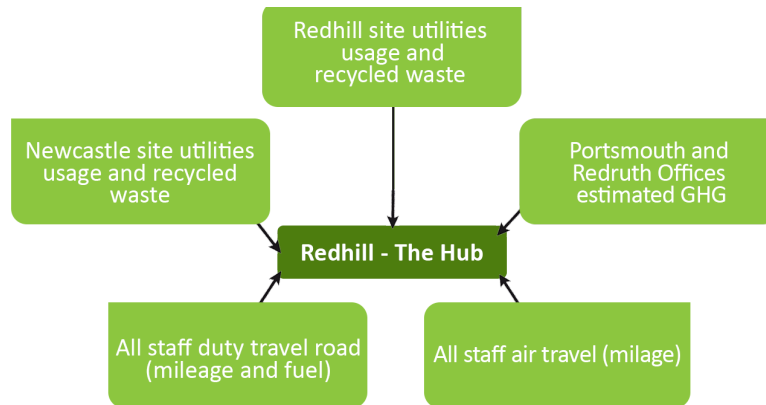 Redhill site utilities
usage and
recycled waste
Newcastle site utilities
usage and recycled
waste
Portsmouth and
Redruth Offices
estimated GHG
Redhill - The Hub
All staff duty travel road
(mileage and fuel)
All staff air travel (milage)